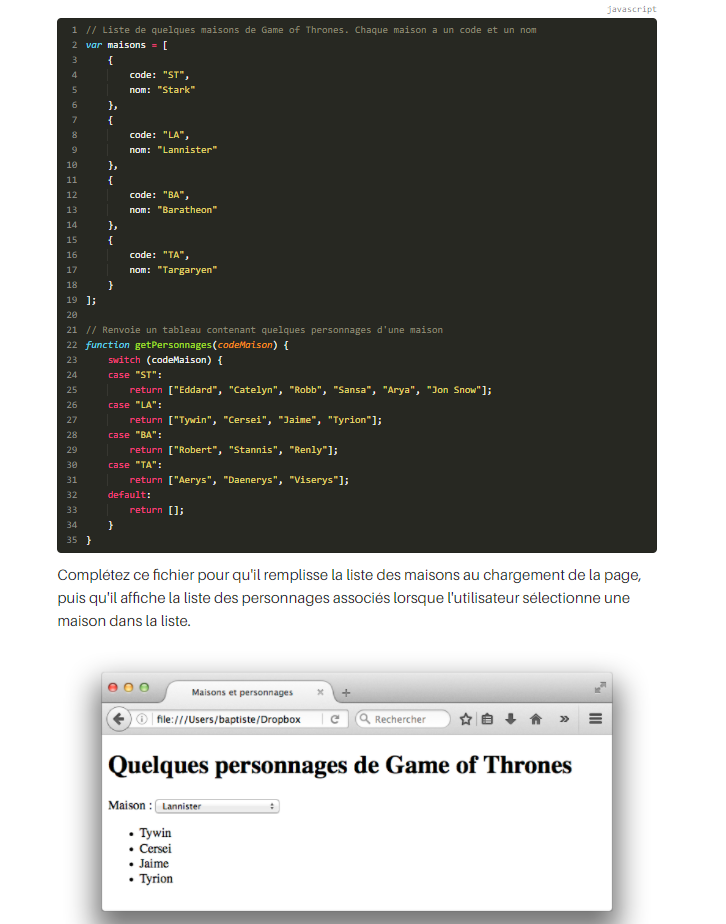 javascript
1 // Liste de quelques maisons de Game of Thrones. Chaque maison a un code et un nom
2 var maisons = [
3     {
4         code: "ST",
5         nom: "Stark"
6     },
7     {
8         code: "LA",
9         nom: "Lannister"
10     },
11     {
12         code: "BA",
13         nom: "Baratheon"
14     },
15     {
16         code: "TA",
17         nom: "Targaryen"
18     }
19 ];
20
21 // Renvoie un tableau contenant quelques personnages d'une maison
22 function getPersonnages(codeMaison) {
23     switch (codeMaison) {
24     case "ST":
25         return ["Eddard", "Catelyn", "Robb", "Sansa", "Arya", "Jon Snow"];
26     case "LA":
27         return ["Tywin", "Cersei", "Jaime", "Tyrion"];
28     case "BA":
29         return ["Robert", "Stannis", "Renly"];
30     case "TA":
31         return ["Aerys", "Daenerys", "Viserys"];
32     default:
33         return [];
34     }
35 }
Complétez ce fichier pour qu'il remplisse la liste des maisons au chargement de la page,
puis qu'il affiche la liste des personnages associés lorsque l'utilisateur sélectionne une
maison dans la liste.
Maisons et personnages
file:///Users/baptiste/Dropbox
Rechercher
Quelques personnages de Game of Thrones
Maison : Lannister
• Tywin
• Cersei
• Jaime
• Tyrion